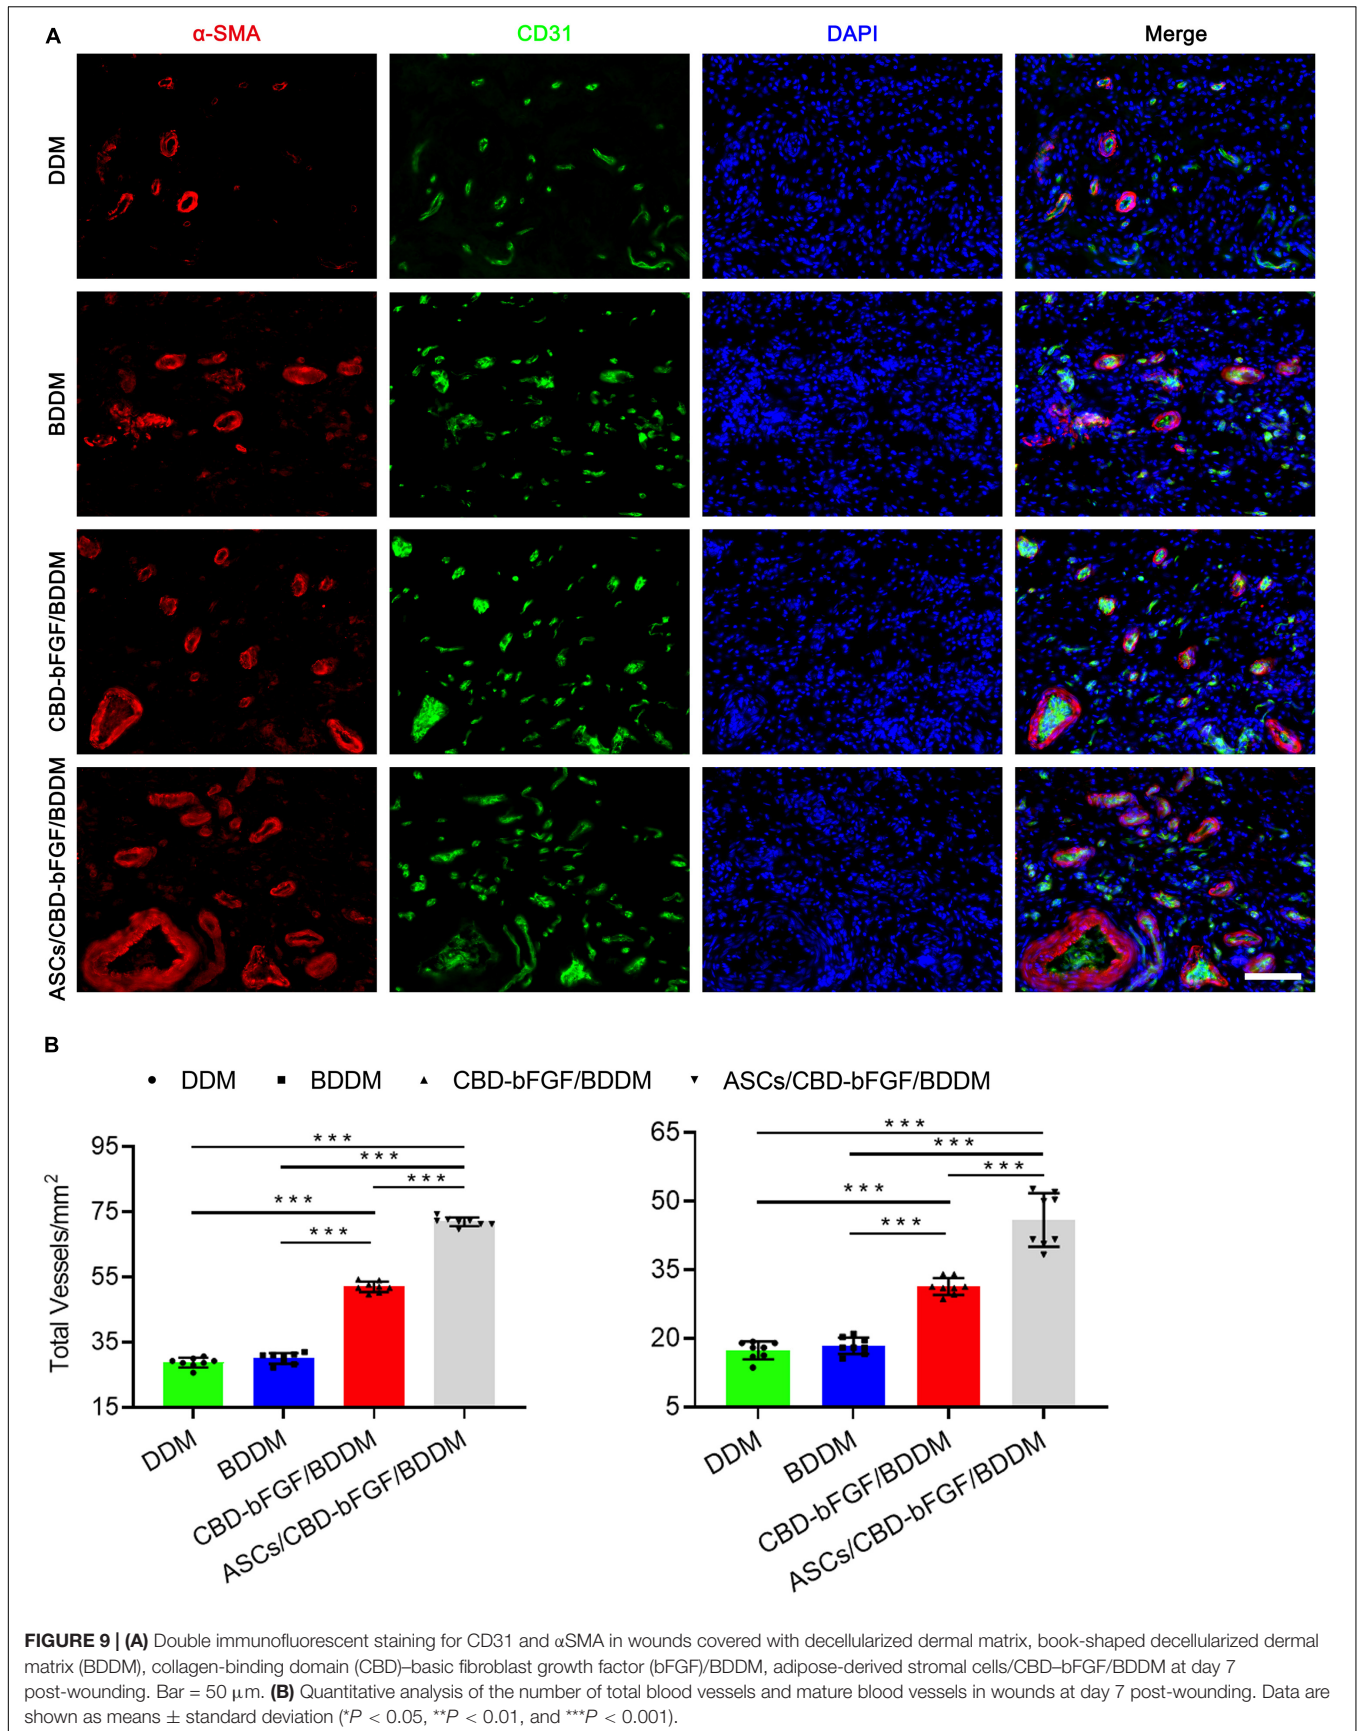 A
α-SMA CD31 DAPI Merge
DDM
BDDM
CBD-bFGF/BDDM
ASCs/CBD-bFGF/BDDM
B
DDM BDDM CBD-bFGF/BDDM ASCs/CBD-bFGF/BDDM
Total Vessels/mm²
95
75
55
35
15
***
***
***
***
***
DDM
BDDM
CBD-bFGF/BDDM
ASCs/CBD-bFGF/BDDM
65
50
35
20
5
***
***
***
***
***
DDM
BDDM
CBD-bFGF/BDDM
ASCs/CBD-bFGF/BDDM
FIGURE 9 | (A) Double immunofluorescent staining for CD31 and αSMA in wounds covered with decellularized dermal matrix, book-shaped decellularized dermal
matrix (BDDM), collagen-binding domain (CBD)–basic fibroblast growth factor (bFGF)/BDDM, adipose-derived stromal cells/CBD–bFGF/BDDM at day 7
post-wounding. Bar = 50 μm. (B) Quantitative analysis of the number of total blood vessels and mature blood vessels in wounds at day 7 post-wounding. Data are
shown as means ± standard deviation (*P < 0.05, **P < 0.01, and ***P < 0.001).